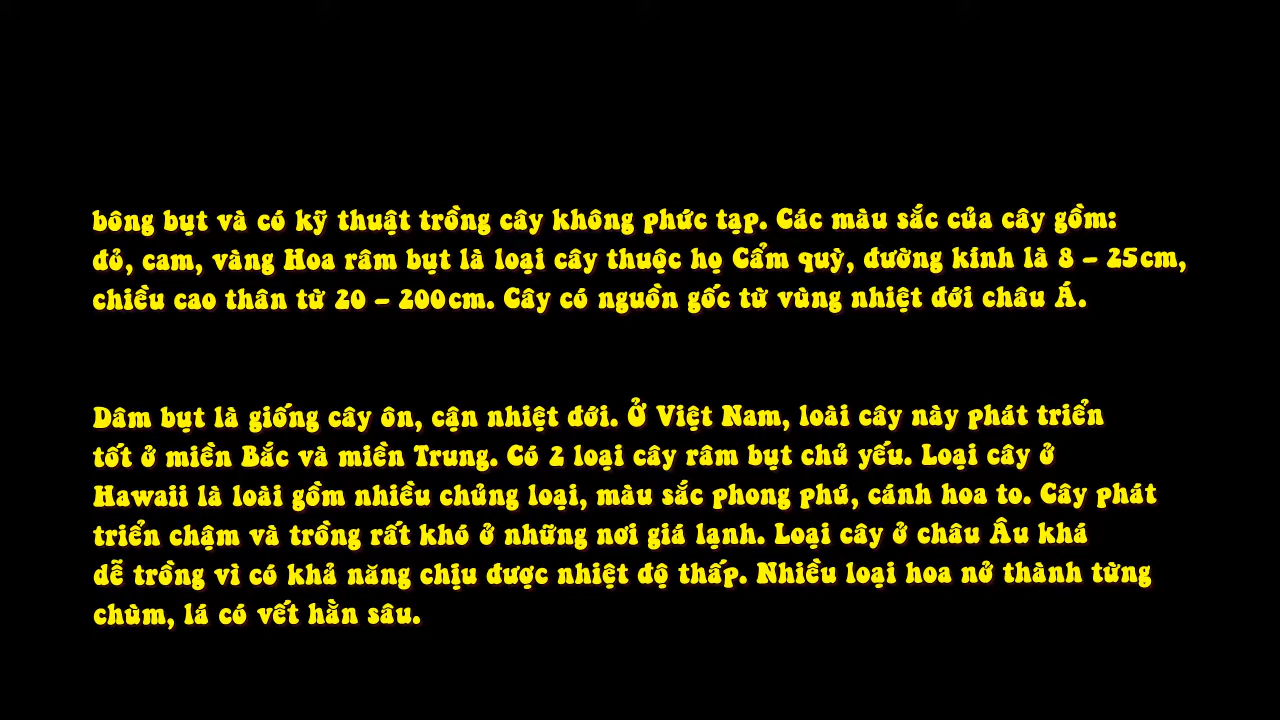 bông bụt và có kỹ thuật trồng cây không phức tạp. Các màu sắc của cây gồm:
đỏ, cam, vàng Hoa râm bụt là loại cây thuộc họ Cẩm quỳ, đường kính là 8 – 25cm,
chiều cao thân từ 20 – 200cm. Cây có nguồn gốc từ vùng nhiệt đới châu Á.
Dâm bụt là giống cây ôn, cận nhiệt đới. Ở Việt Nam, loài cây này phát triển
tốt ở miền Bắc và miền Trung. Có 2 loại cây râm bụt chủ yếu. Loại cây ở
Hawaii là loài gồm nhiều chủng loại, màu sắc phong phú, cánh hoa to. Cây phát
triển chậm và trồng rất khó ở những nơi giá lạnh. Loại cây ở châu Âu khá
dễ trồng vì có khả năng chịu được nhiệt độ thấp. Nhiều loại hoa nở thành từng
chùm, lá có vết hằn sâu.